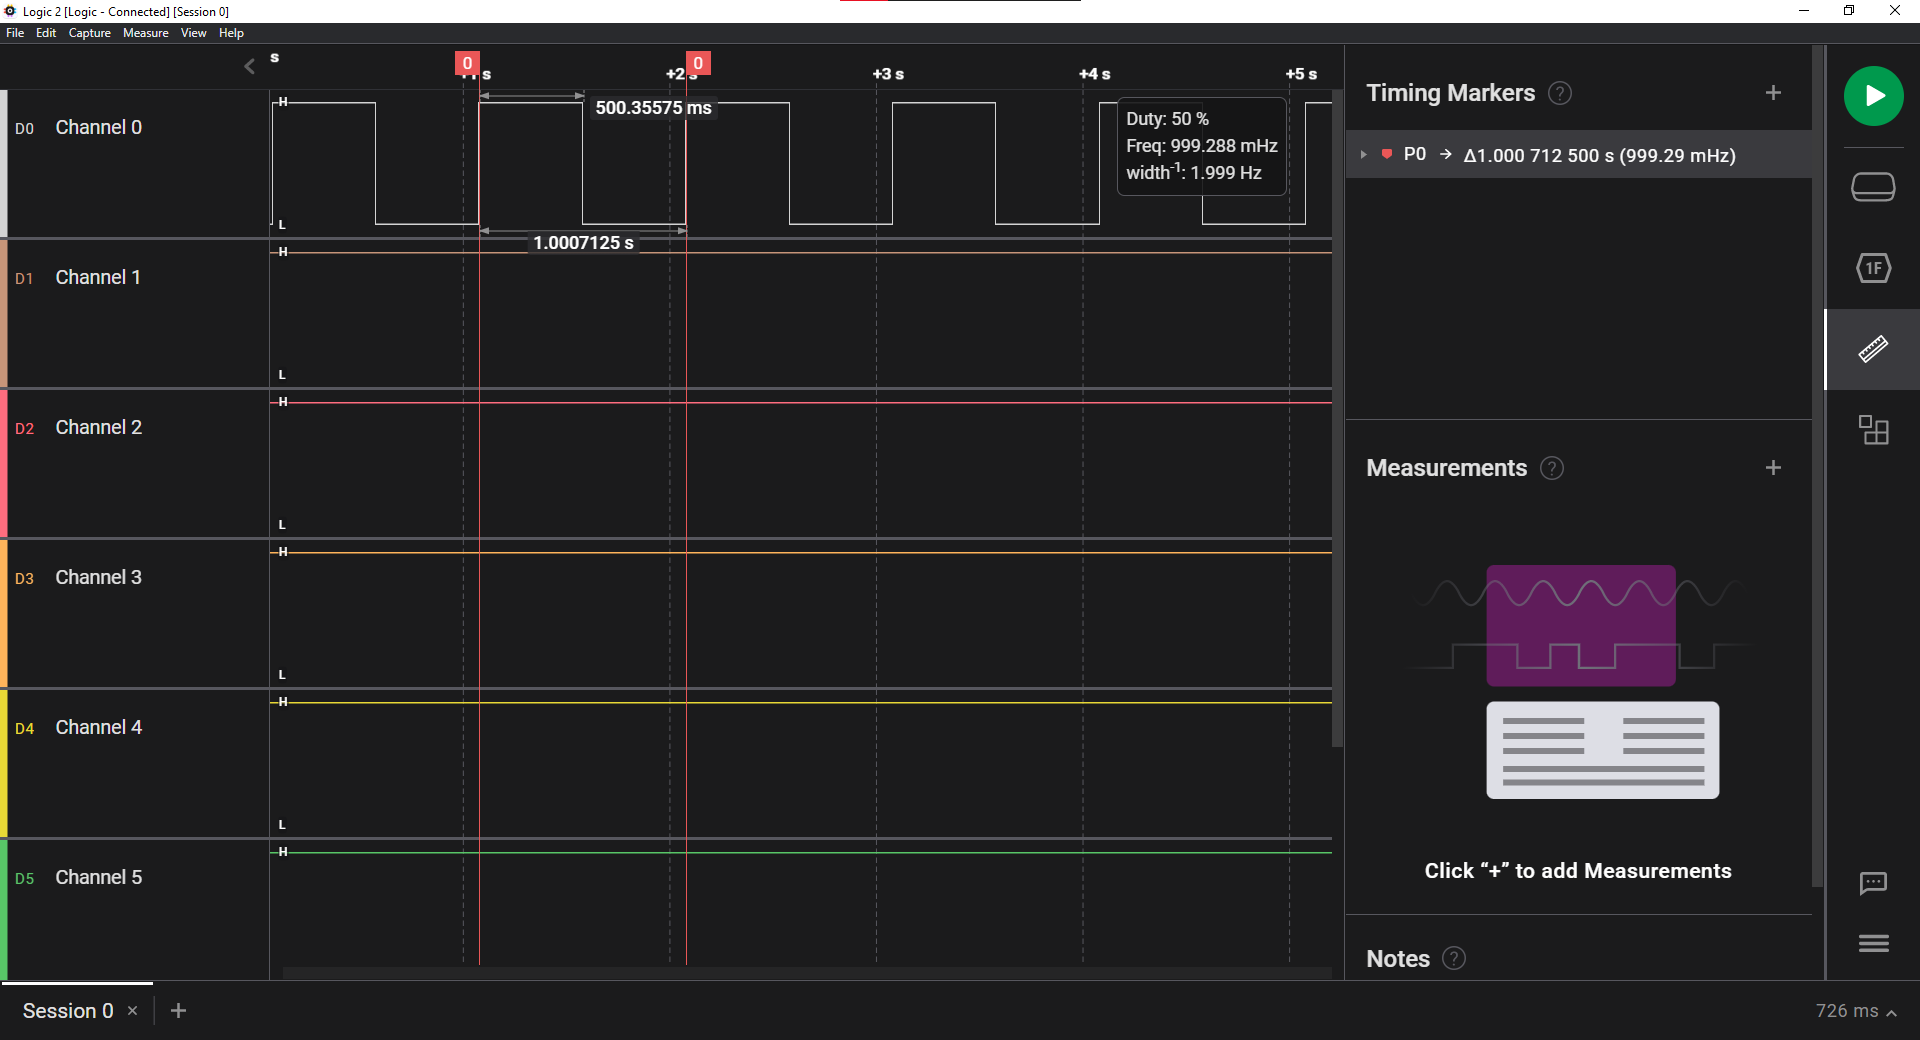 Logic 2 [Logic - Connected] [Session 0]
File Edit Capture Measure View Help
s
0 0
s +2 s +3 s +4 s +5 s
D0 Channel 0
H
L
500.35575 ms
1.0007125 s
Duty: 50 %
Freq: 999.288 mHz
width-1: 1.999 Hz
D1 Channel 1
H
L
D2 Channel 2
H
L
D3 Channel 3
H
L
D4 Channel 4
H
L
D5 Channel 5
H
Timing Markers ? +
P0 → Δ1.000 712 500 s (999.29 mHz)
1F
Measurements ? +
Click “+” to add Measurements
Notes ?
Session 0 × +
726 ms